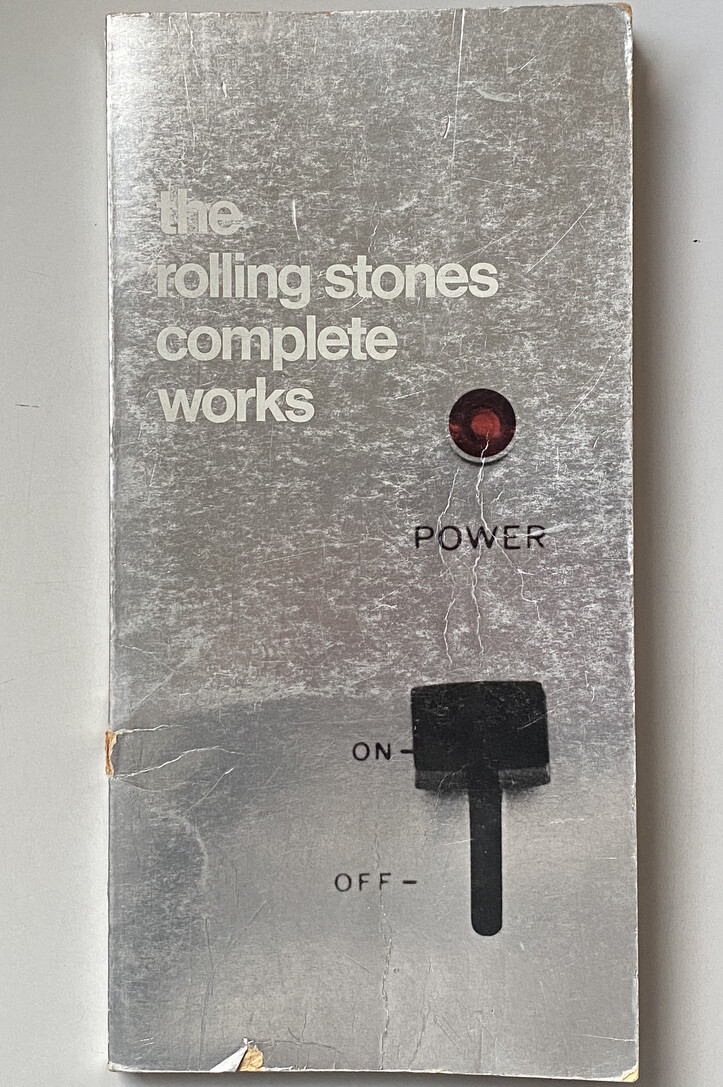 the
rolling stones
complete
works
POWER
ON
OFF